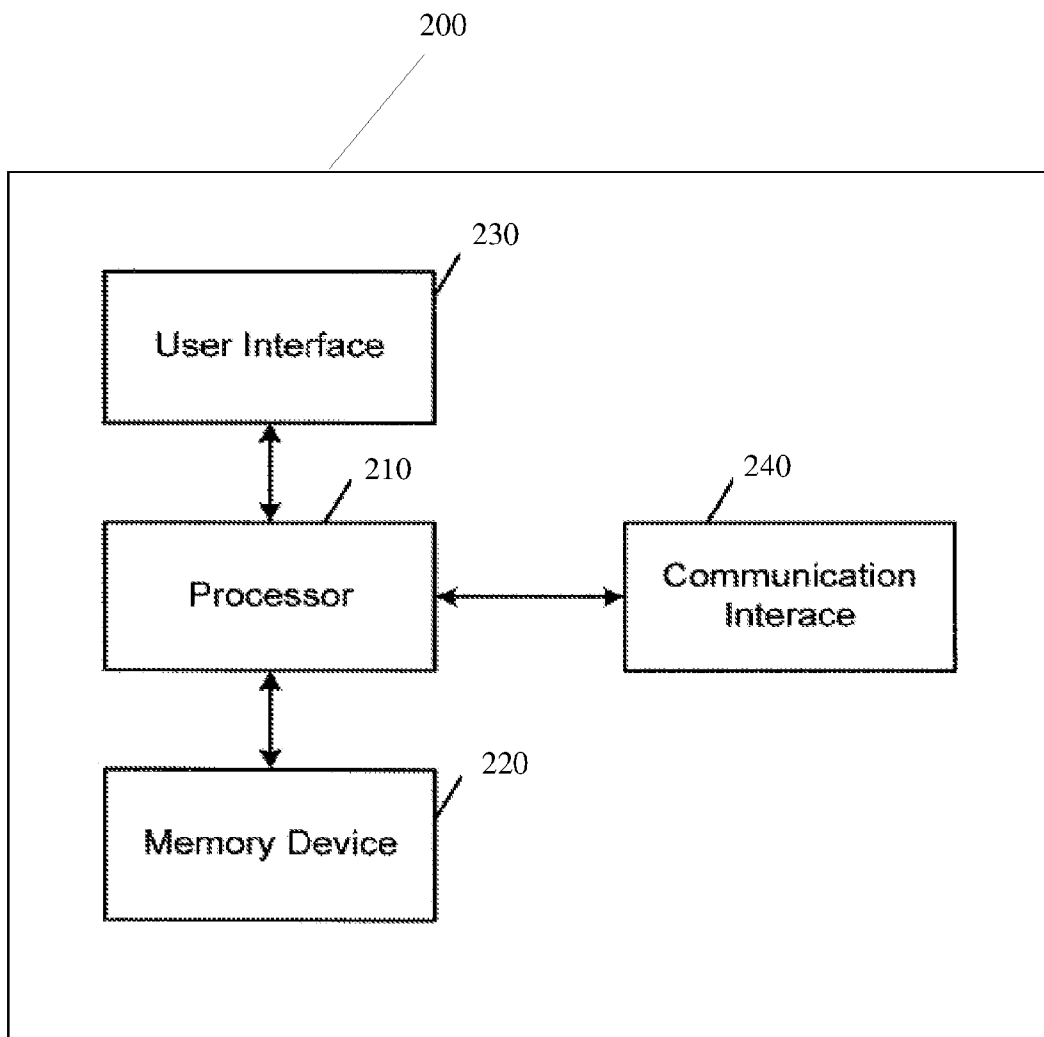 200
230
User Interface
210
240
Processor
Communication
Interace
220
Memory Device